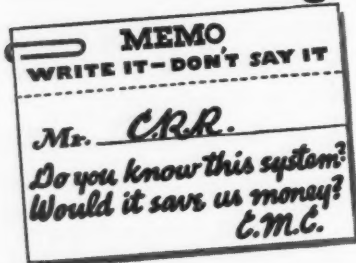 MEMO
WRITE IT-DON'T SAY IT
Mr. C.R.R.
Do you know this system?
Would it save us money?
E.M.C.